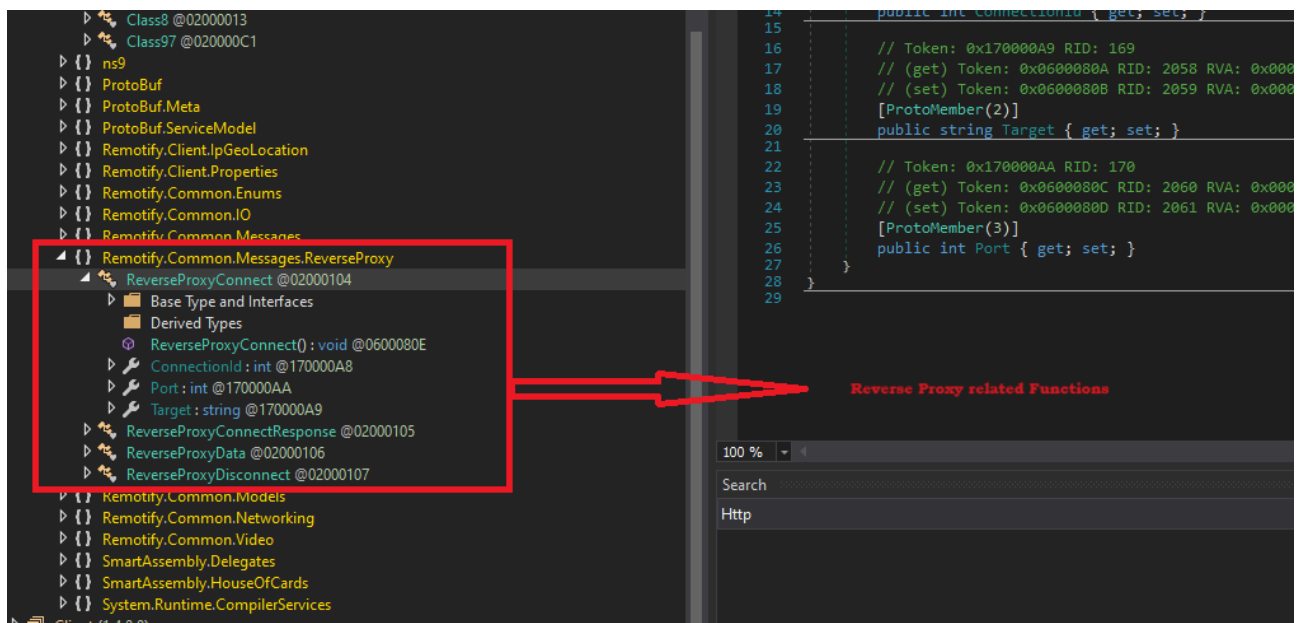 Class8 @02000013
Class97 @020000C1
{ } ns9
{ } ProtoBuf
{ } ProtoBuf.Meta
{ } ProtoBuf.ServiceModel
{ } Remotify.Client.IpGeoLocation
{ } Remotify.Client.Properties
{ } Remotify.Common.Enums
{ } Remotify.Common.IO
{ } Remotify.Common.Messages
{ } Remotify.Common.Messages.ReverseProxy
ReverseProxyConnect @02000104
Base Type and Interfaces
Derived Types
ReverseProxyConnect() : void @0600080E
ConnectionId : int @170000A8
Port : int @170000AA
Target : string @170000A9
ReverseProxyConnectResponse @02000105
ReverseProxyData @02000106
ReverseProxyDisconnect @02000107
{ } Remotify.Common.Models
{ } Remotify.Common.Networking
{ } Remotify.Common.Video
{ } SmartAssembly.Delegates
{ } SmartAssembly.HouseOfCards
{ } System.Runtime.CompilerServices
14 public int ConnectionId { get; set; }
15
16 // Token: 0x170000A9 RID: 169
17 // (get) Token: 0x0600080A RID: 2058 RVA: 0x000
18 // (set) Token: 0x0600080B RID: 2059 RVA: 0x000
19 [ProtoMember(2)]
20 public string Target { get; set; }
21
22 // Token: 0x170000AA RID: 170
23 // (get) Token: 0x0600080C RID: 2060 RVA: 0x000
24 // (set) Token: 0x0600080D RID: 2061 RVA: 0x000
25 [ProtoMember(3)]
26 public int Port { get; set; }
27 }
28 }
29
Reverse Proxy related Functions
100 %
Search
Http